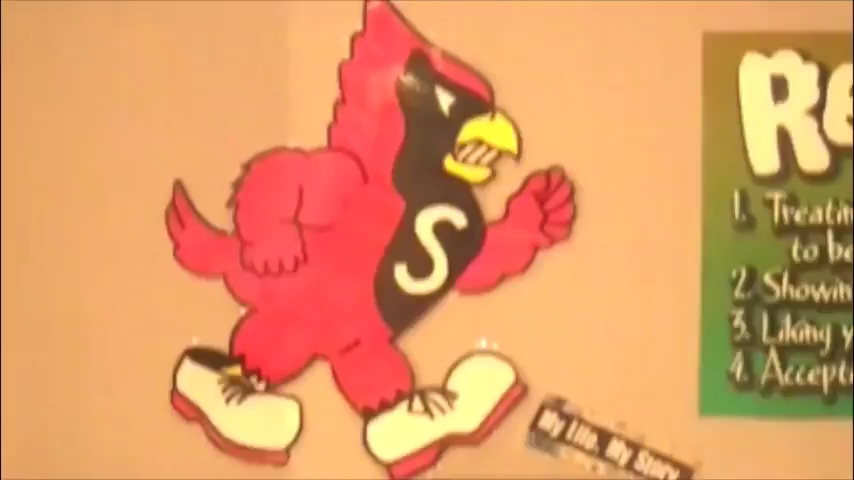 S
1. Treatin
to be
2. Showin
3. Liking y
4. Accept
My Life. My Story